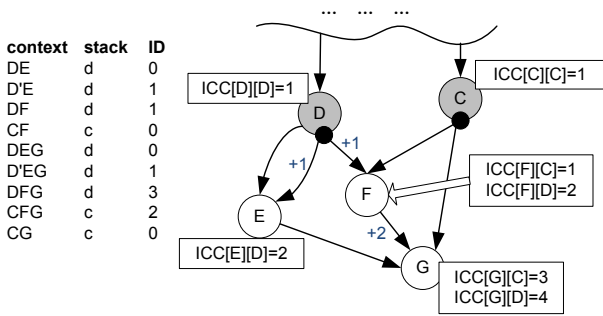 ... ... ...
context stack ID
DE d 0
D'E d 1
DF d 1
CF c 0
DEG d 0
D'EG d 1
DFG d 3
CFG c 2
CG c 0
ICC[D][D]=1
ICC[C][C]=1
D
C
+1
+1
ICC[F][C]=1
ICC[F][D]=2
F
E
+2
ICC[E][D]=2
G
ICC[G][C]=3
ICC[G][D]=4